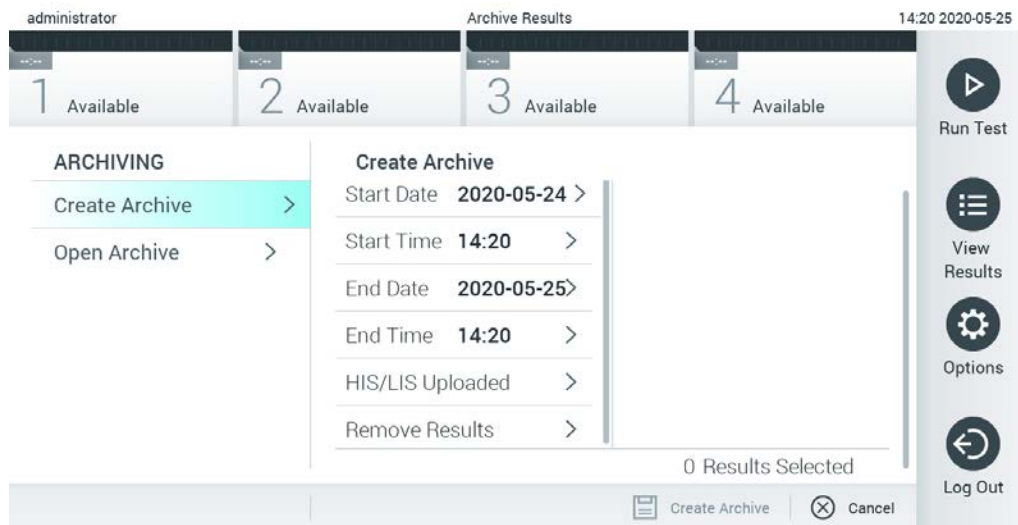 administrator
Archive Results
14:20 2020-05-25
--:--
1 Available
--:--
2 Available
--:--
3 Available
--:--
4 Available
ARCHIVING
Create Archive
Open Archive
Create Archive
Start Date 2020-05-24
Start Time 14:20
End Date 2020-05-25
End Time 14:20
HIS/LIS Uploaded
Remove Results
0 Results Selected
Create Archive
Cancel
Run Test
View
Results
Options
Log Out